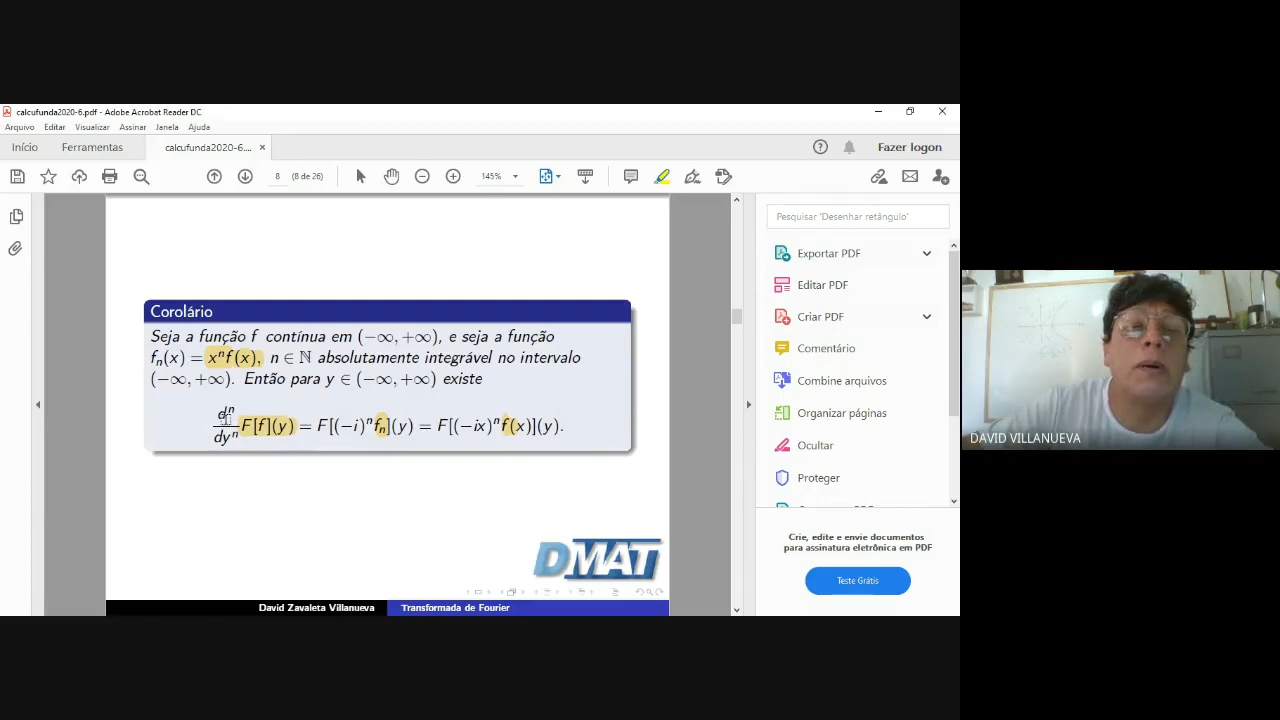 calcufunda2020-6.pdf - Adobe Acrobat Reader DC
Arquivo Editar Visualizar Assinar Janela Ajuda
Início Ferramentas calcufunda2020-6.... × Fazer logon
8 (8 de 26) 145%
Pesquisar 'Desenhar retângulo'
Exportar PDF
Editar PDF
Criar PDF
Comentário
Combine arquivos
Organizar páginas
Ocultar
Proteger
Crie, edite e envie documentos
para assinatura eletrônica em PDF
Teste Grátis
Corolário
Seja a função f contínua em (−∞, +∞), e seja a função
fₙ(x) = xⁿf(x), n ∈ ℕ absolutamente integrável no intervalo
(−∞, +∞). Então para y ∈ (−∞, +∞) existe
dⁿ/dyⁿ F[f](y) = F[(−i)ⁿfₙ](y) = F[(−ix)ⁿf(x)](y).
DMAT
David Zavaleta Villanueva Transformada de Fourier
DAVID VILLANUEVA